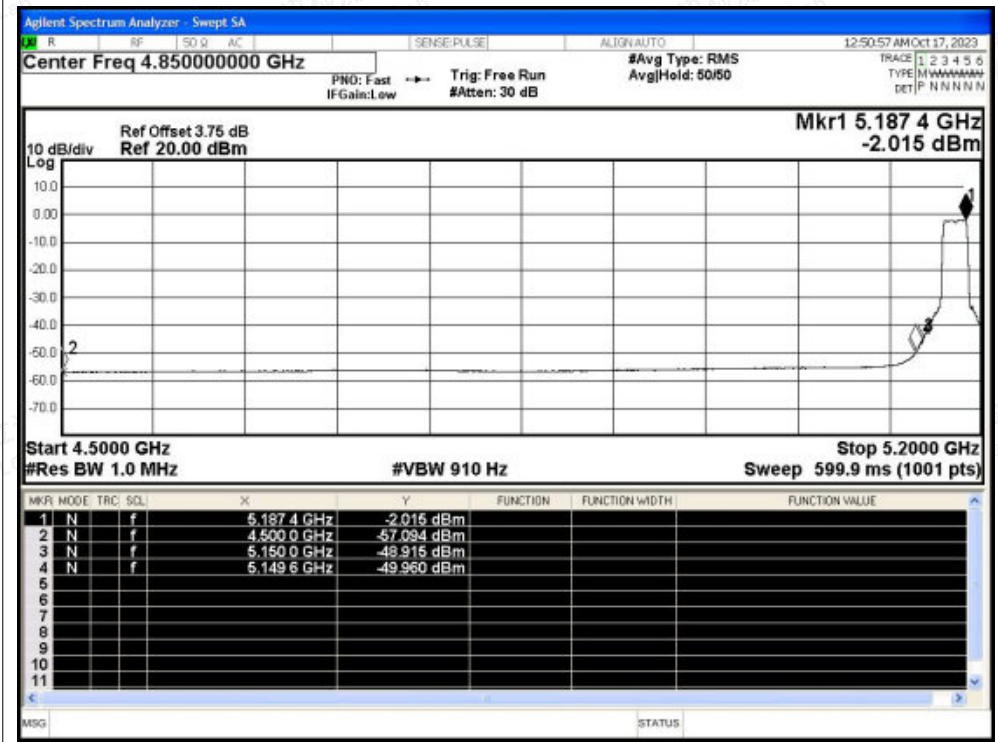 Agilent Spectrum Analyzer - Swept SA
LXI R RF 50 Ω AC SENSE:PULSE ALIGN AUTO 12:50:57 AM Oct 17, 2023
Center Freq 4.850000000 GHz
PNO: Fast
IFGain:Low
Trig: Free Run
#Atten: 30 dB
#Avg Type: RMS
Avg|Hold: 50/50
TRACE 1 2 3 4 5 6
TYPE M WWWWW
DET P N N N N N
Mkr1 5.187 4 GHz
-2.015 dBm
Ref Offset 3.75 dB
10 dB/div Ref 20.00 dBm
Log
10.0
0.00
-10.0
-20.0
-30.0
-40.0
-50.0
-60.0
-70.0
1
2
3
Start 4.5000 GHz Stop 5.2000 GHz
#Res BW 1.0 MHz #VBW 910 Hz Sweep 599.9 ms (1001 pts)
MKR MODE TRC SCL X Y FUNCTION FUNCTION WIDTH FUNCTION VALUE
1 N f 5.187 4 GHz -2.015 dBm
2 N f 4.500 0 GHz -57.094 dBm
3 N f 5.150 0 GHz -48.915 dBm
4 N f 5.149 6 GHz -49.960 dBm
5
6
7
8
9
10
11
MSG STATUS